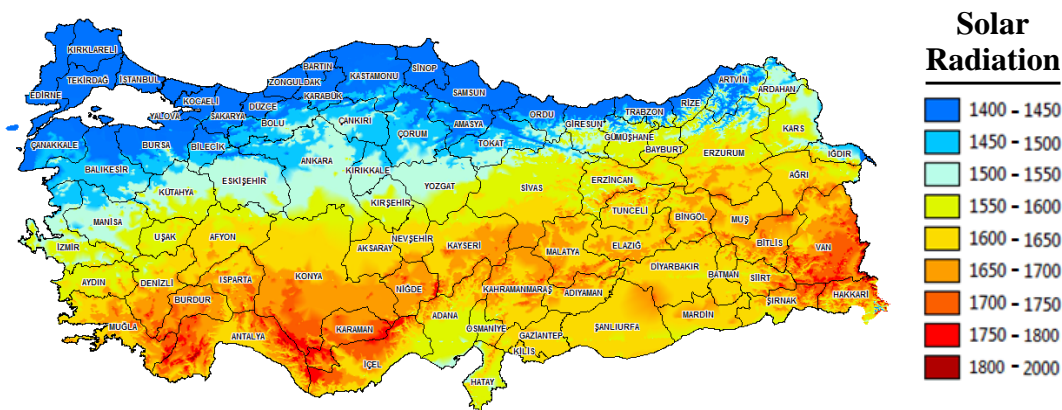 Solar
Radiation
1400 - 1450
1450 - 1500
1500 - 1550
1550 - 1600
1600 - 1650
1650 - 1700
1700 - 1750
1750 - 1800
1800 - 2000
KIRKLARELİ
TEKİRDAĞ
İSTANBUL
EDİRNE
KOCAELİ
YALOVA
SAKARYA
DÜZCE
BOLU
ZONGULDAK
BARTIN
KARABÜK
KASTAMONU
SİNOP
SAMSUN
ÇANKIRI
ÇORUM
AMASYA
TOKAT
ORDU
GİRESUN
TRABZON
RİZE
ARTVİN
ARDAHAN
KARS
IĞDIR
GÜMÜŞHANE
BAYBURT
ERZURUM
ÇANAKKALE
BURSA
BİLECİK
BALIKESİR
KÜTAHYA
ESKİŞEHİR
ANKARA
KIRIKKALE
YOZGAT
KIRŞEHİR
SİVAS
ERZİNCAN
TUNCELİ
BİNGÖL
MUŞ
AĞRI
MANİSA
İZMİR
UŞAK
AFYON
AKSARAY
NEVŞEHİR
KAYSERİ
MALATYA
ELAZIĞ
BİTLİS
VAN
AYDIN
DENİZLİ
ISPARTA
BURDUR
KONYA
NİĞDE
KAHRAMANMARAŞ
ADIYAMAN
DİYARBAKIR
BATMAN
SİİRT
ŞIRNAK
HAKKARİ
MUĞLA
ANTALYA
KARAMAN
İÇEL
ADANA
OSMANİYE
GAZİANTEP
KİLİS
HATAY
ŞANLIURFA
MARDİN